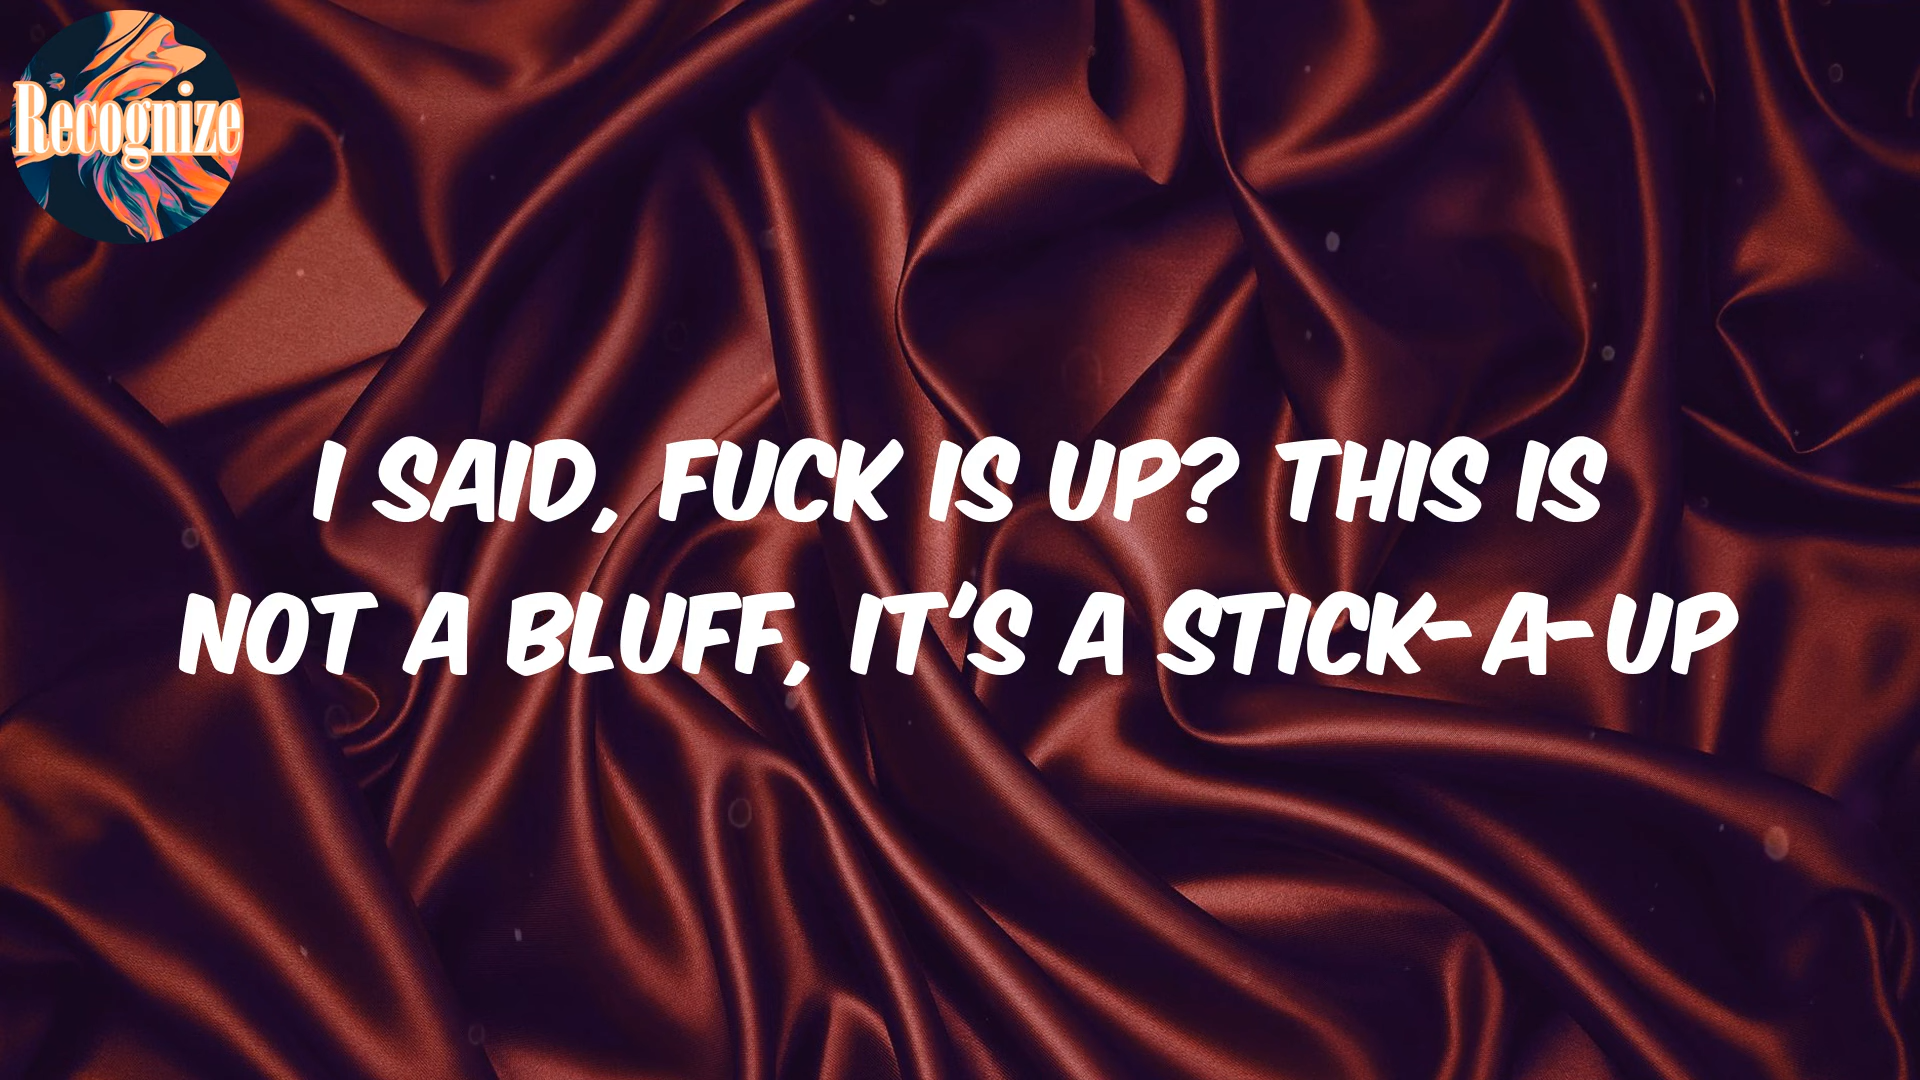 Recognize
I SAID, FUCK IS UP? THIS IS
NOT A BLUFF, IT'S A STICK-A-UP